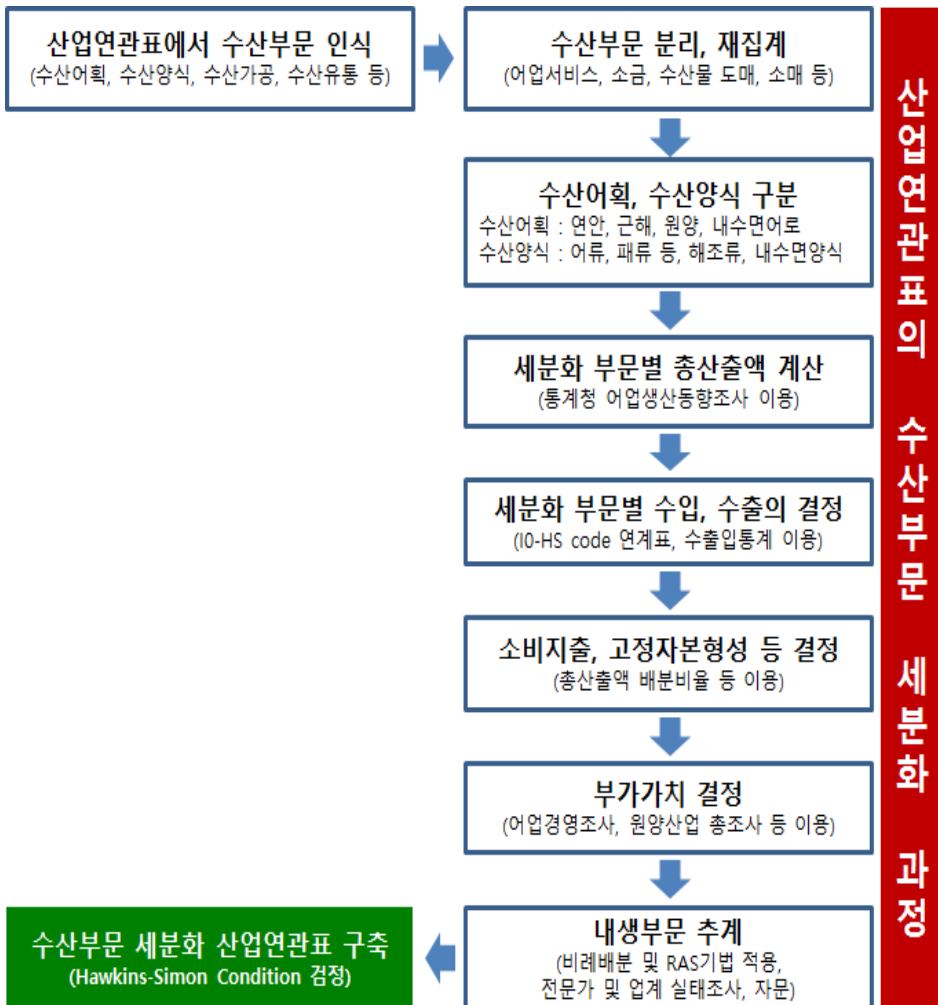 산업연관표에서 수산부문 인식
(수산어획, 수산양식, 수산가공, 수산유통 등)
수산부문 분리, 재집계
(어업서비스, 소금, 수산물 도매, 소매 등)
수산어획, 수산양식 구분
수산어획 : 연안, 근해, 원양, 내수면어로
수산양식 : 어류, 패류 등, 해조류, 내수면양식
세분화 부문별 총산출액 계산
(통계청 어업생산동향조사 이용)
세분화 부문별 수입, 수출의 결정
(I0-HS code 연계표, 수출입통계 이용)
소비지출, 고정자본형성 등 결정
(총산출액 배분비율 등 이용)
부가가치 결정
(어업경영조사, 원양산업 총조사 등 이용)
내생부문 추계
(비례배분 및 RAS기법 적용,
전문가 및 업계 실태조사, 자문)
수산부문 세분화 산업연관표 구축
(Hawkins-Simon Condition 검정)
산업연관표의 수산부문 세분화 과정